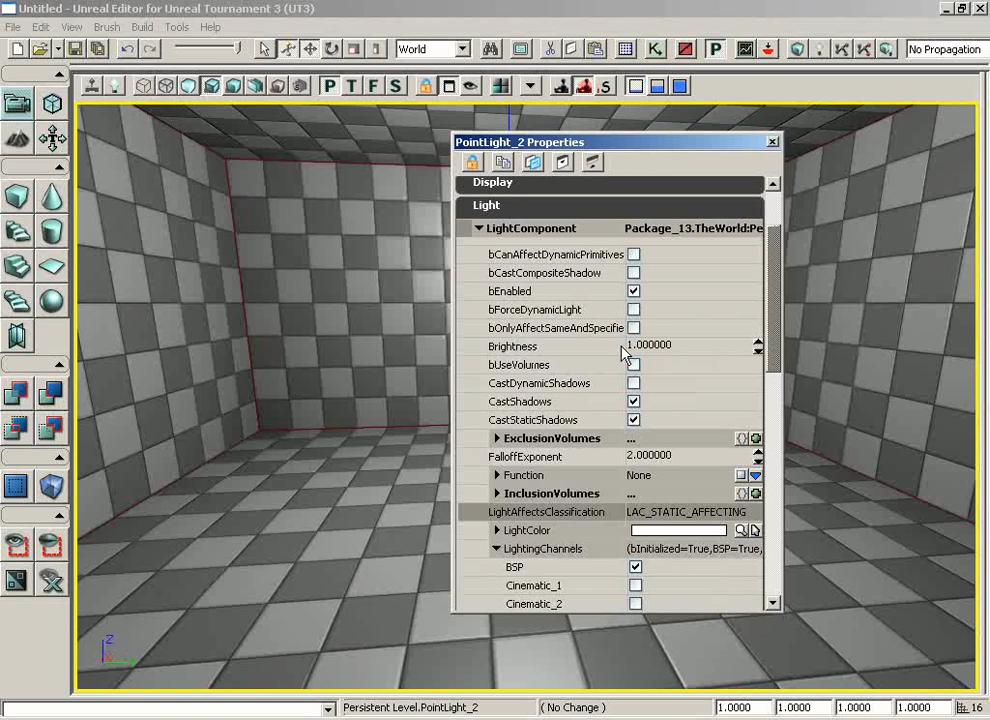 Untitled - Unreal Editor for Unreal Tournament 3 (UT3)
File Edit View Brush Build Tools Help
World
P
No Propagation
P T F S
S
PointLight_2 Properties
Display
Light
LightComponent Package_13.TheWorld:Pe
bCanAffectDynamicPrimitives
bCastCompositeShadow
bEnabled
bForceDynamicLight
bOnlyAffectSameAndSpecifie
Brightness 1.000000
bUseVolumes
CastDynamicShadows
CastShadows
CastStaticShadows
ExclusionVolumes ...
FalloffExponent 2.000000
Function None
InclusionVolumes ...
LightAffectsClassification LAC_STATIC_AFFECTING
LightColor
LightingChannels (bInitialized=True,BSP=True,
BSP
Cinematic_1
Cinematic_2
Z
X
Persistent Level.PointLight_2 ( No Change ) 1.0000 1.0000 1.0000 1.0000 16